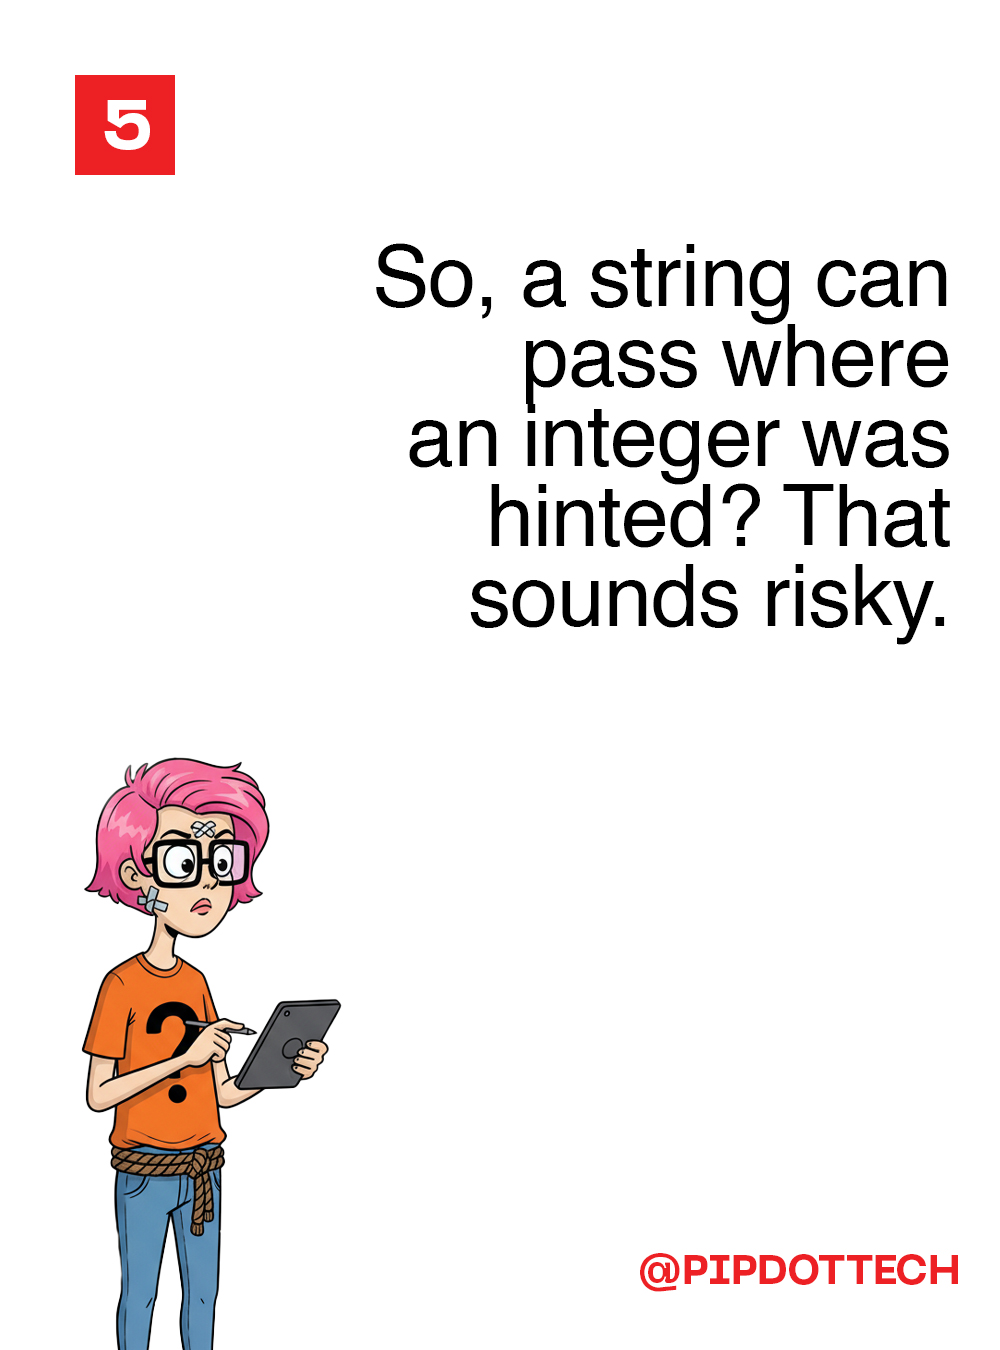 5
So, a string can
pass where
an integer was
hinted? That
sounds risky.
?
@PIPDOTTECH